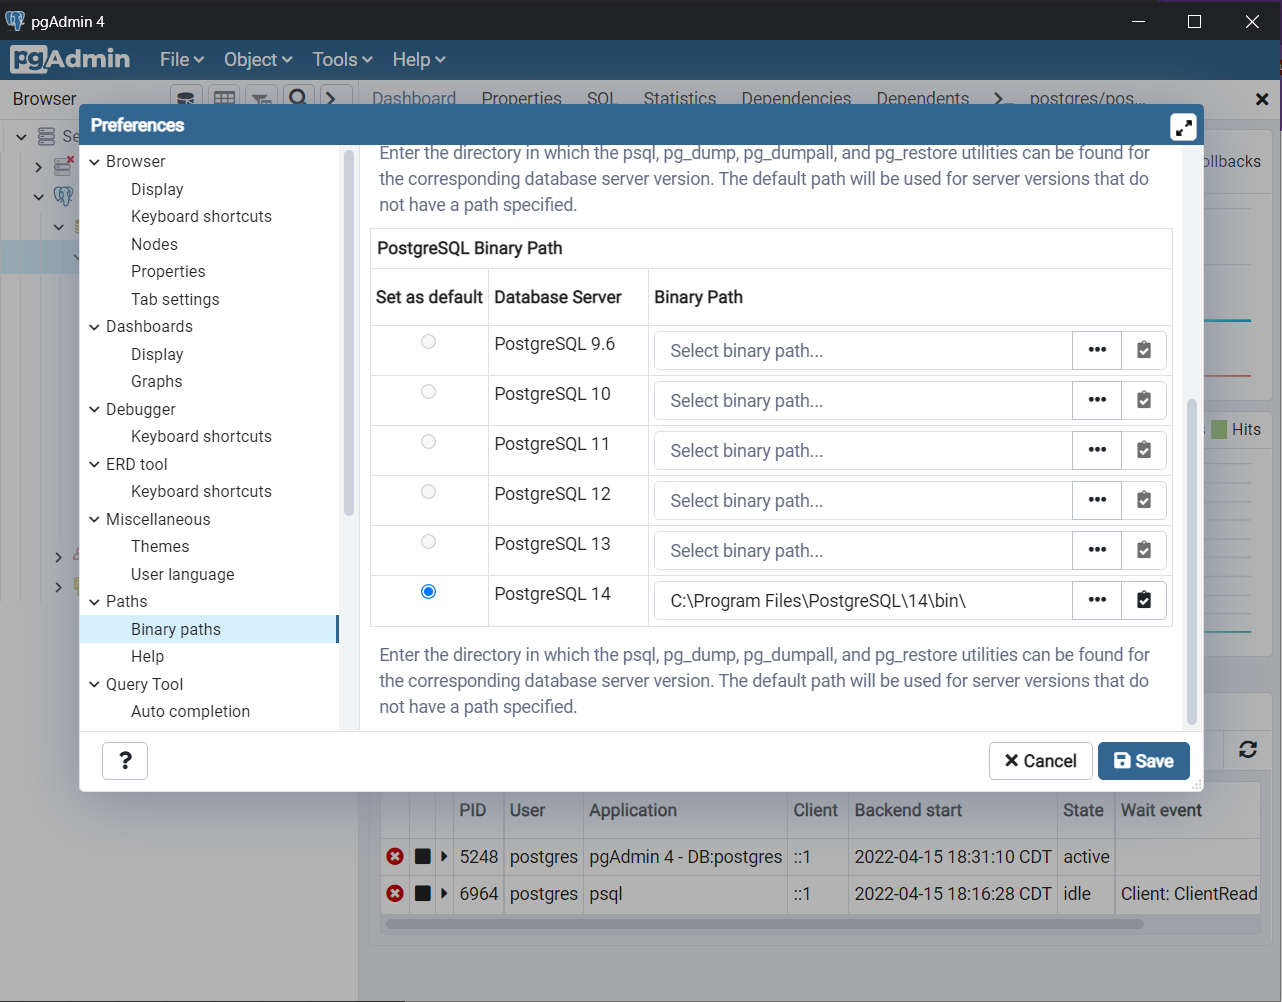 pgAdmin 4
pgAdmin File Object Tools Help
Browser Dashboard Properties SQL Statistics Dependencies Dependents postgres/pos...
Preferences
Browser
Display
Keyboard shortcuts
Nodes
Properties
Tab settings
Dashboards
Display
Graphs
Debugger
Keyboard shortcuts
ERD tool
Keyboard shortcuts
Miscellaneous
Themes
User language
Paths
Binary paths
Help
Query Tool
Auto completion
Enter the directory in which the psql, pg_dump, pg_dumpall, and pg_restore utilities can be found for
the corresponding database server version. The default path will be used for server versions that do
not have a path specified.
PostgreSQL Binary Path
Set as default Database Server Binary Path
PostgreSQL 9.6 Select binary path...
PostgreSQL 10 Select binary path...
PostgreSQL 11 Select binary path...
PostgreSQL 12 Select binary path...
PostgreSQL 13 Select binary path...
PostgreSQL 14 C:\Program Files\PostgreSQL\14\bin\
Enter the directory in which the psql, pg_dump, pg_dumpall, and pg_restore utilities can be found for
the corresponding database server version. The default path will be used for server versions that do
not have a path specified.
? Cancel Save
Se
ollbacks
Hits
PID User Application Client Backend start State Wait event
5248 postgres pgAdmin 4 - DB:postgres ::1 2022-04-15 18:31:10 CDT active
6964 postgres psql ::1 2022-04-15 18:16:28 CDT idle Client: ClientRead